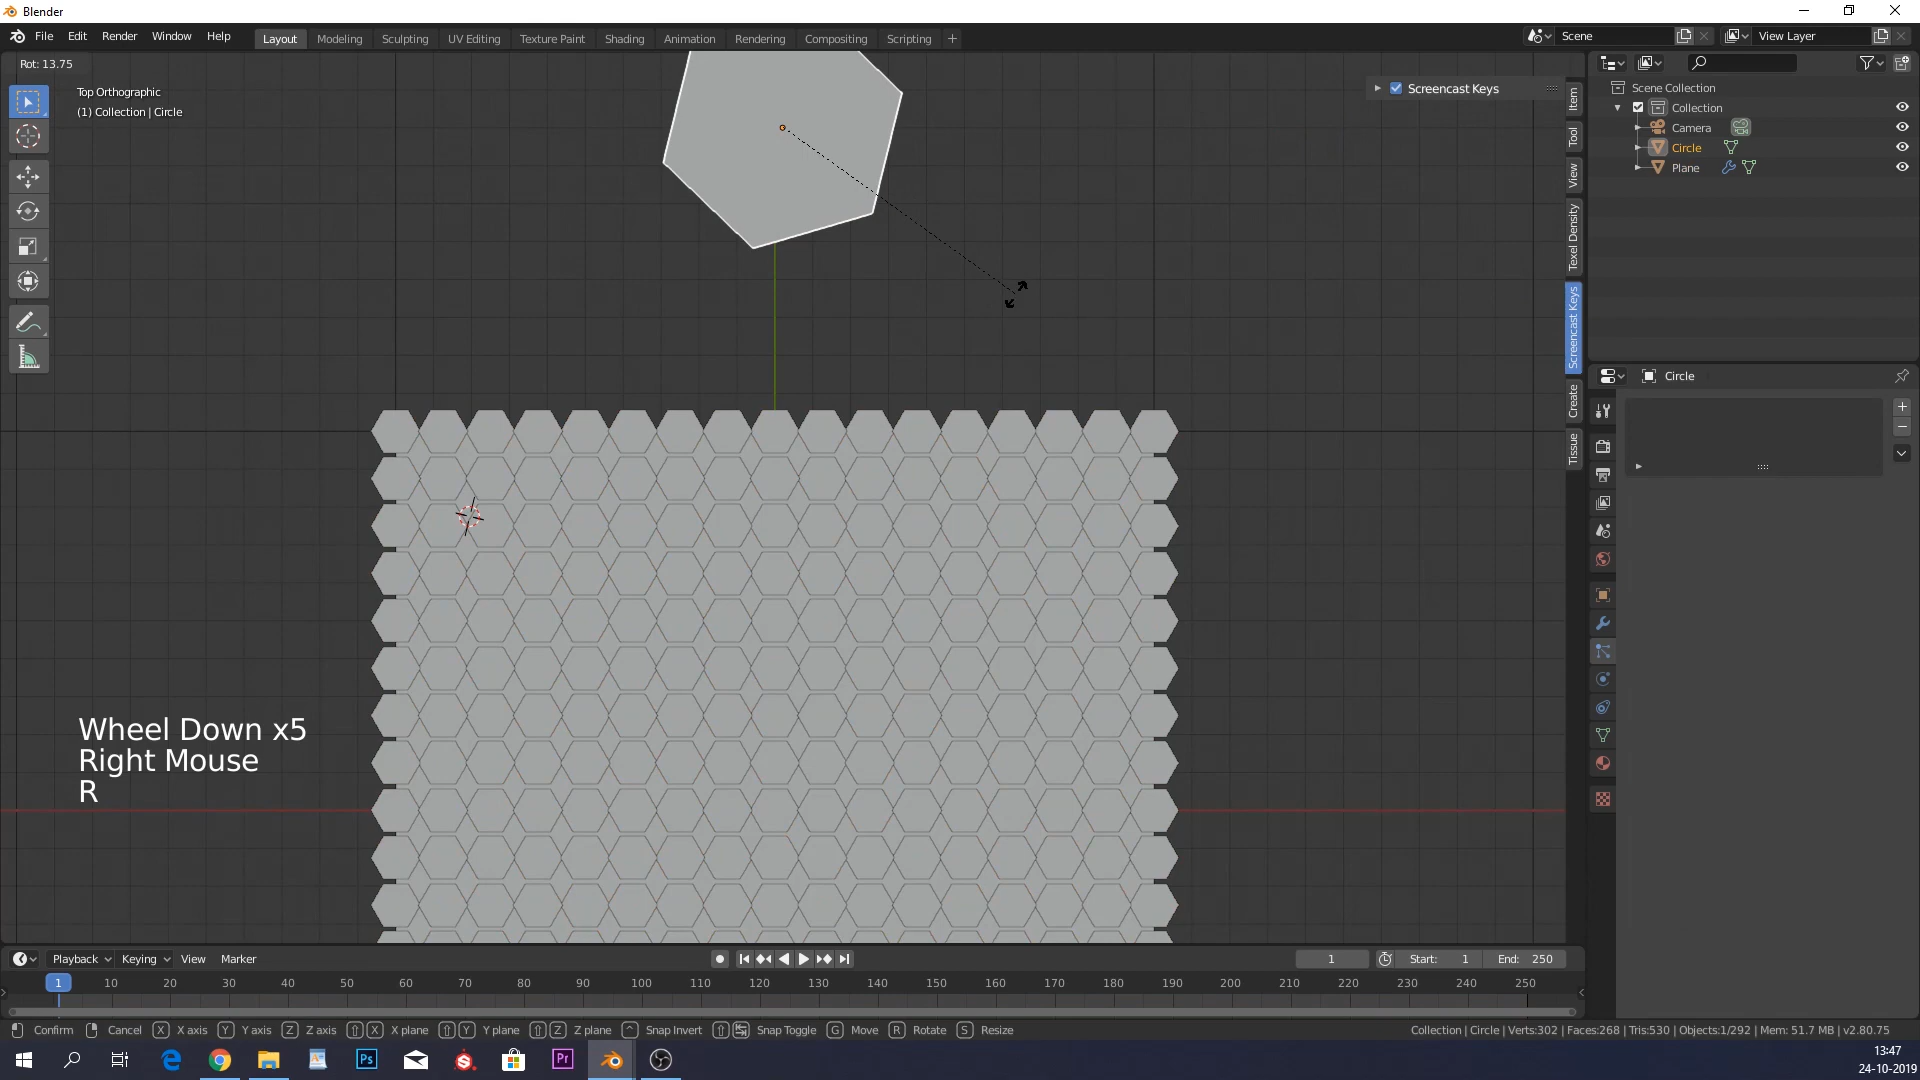 Blender
File Edit Render Window Help
Layout Modeling Sculpting UV Editing Texture Paint Shading Animation Rendering Compositing Scripting +
Scene
View Layer
Rot: 13.75
Top Orthographic
(1) Collection | Circle
Screencast Keys
Item
Tool
View
Texel Density
Screencast Keys
Create
Tissue
Scene Collection
Collection
Camera
Circle
Plane
Circle
Wheel Down x5
Right Mouse
R
Playback Keying View Marker
1 Start: 1 End: 250
1 10 20 30 40 50 60 70 80 90 100 110 120 130 140 150 160 170 180 190 200 210 220 230 240 250
Confirm Cancel X X axis Y Y axis Z Z axis X X plane Y Y plane Z Z plane ^ Snap Invert Snap Toggle G Move R Rotate S Resize
Collection | Circle | Verts:302 | Faces:268 | Tris:530 | Objects:1/292 | Mem: 51.7 MB | v2.80.75
Ps
Pr
13:47
24-10-2019